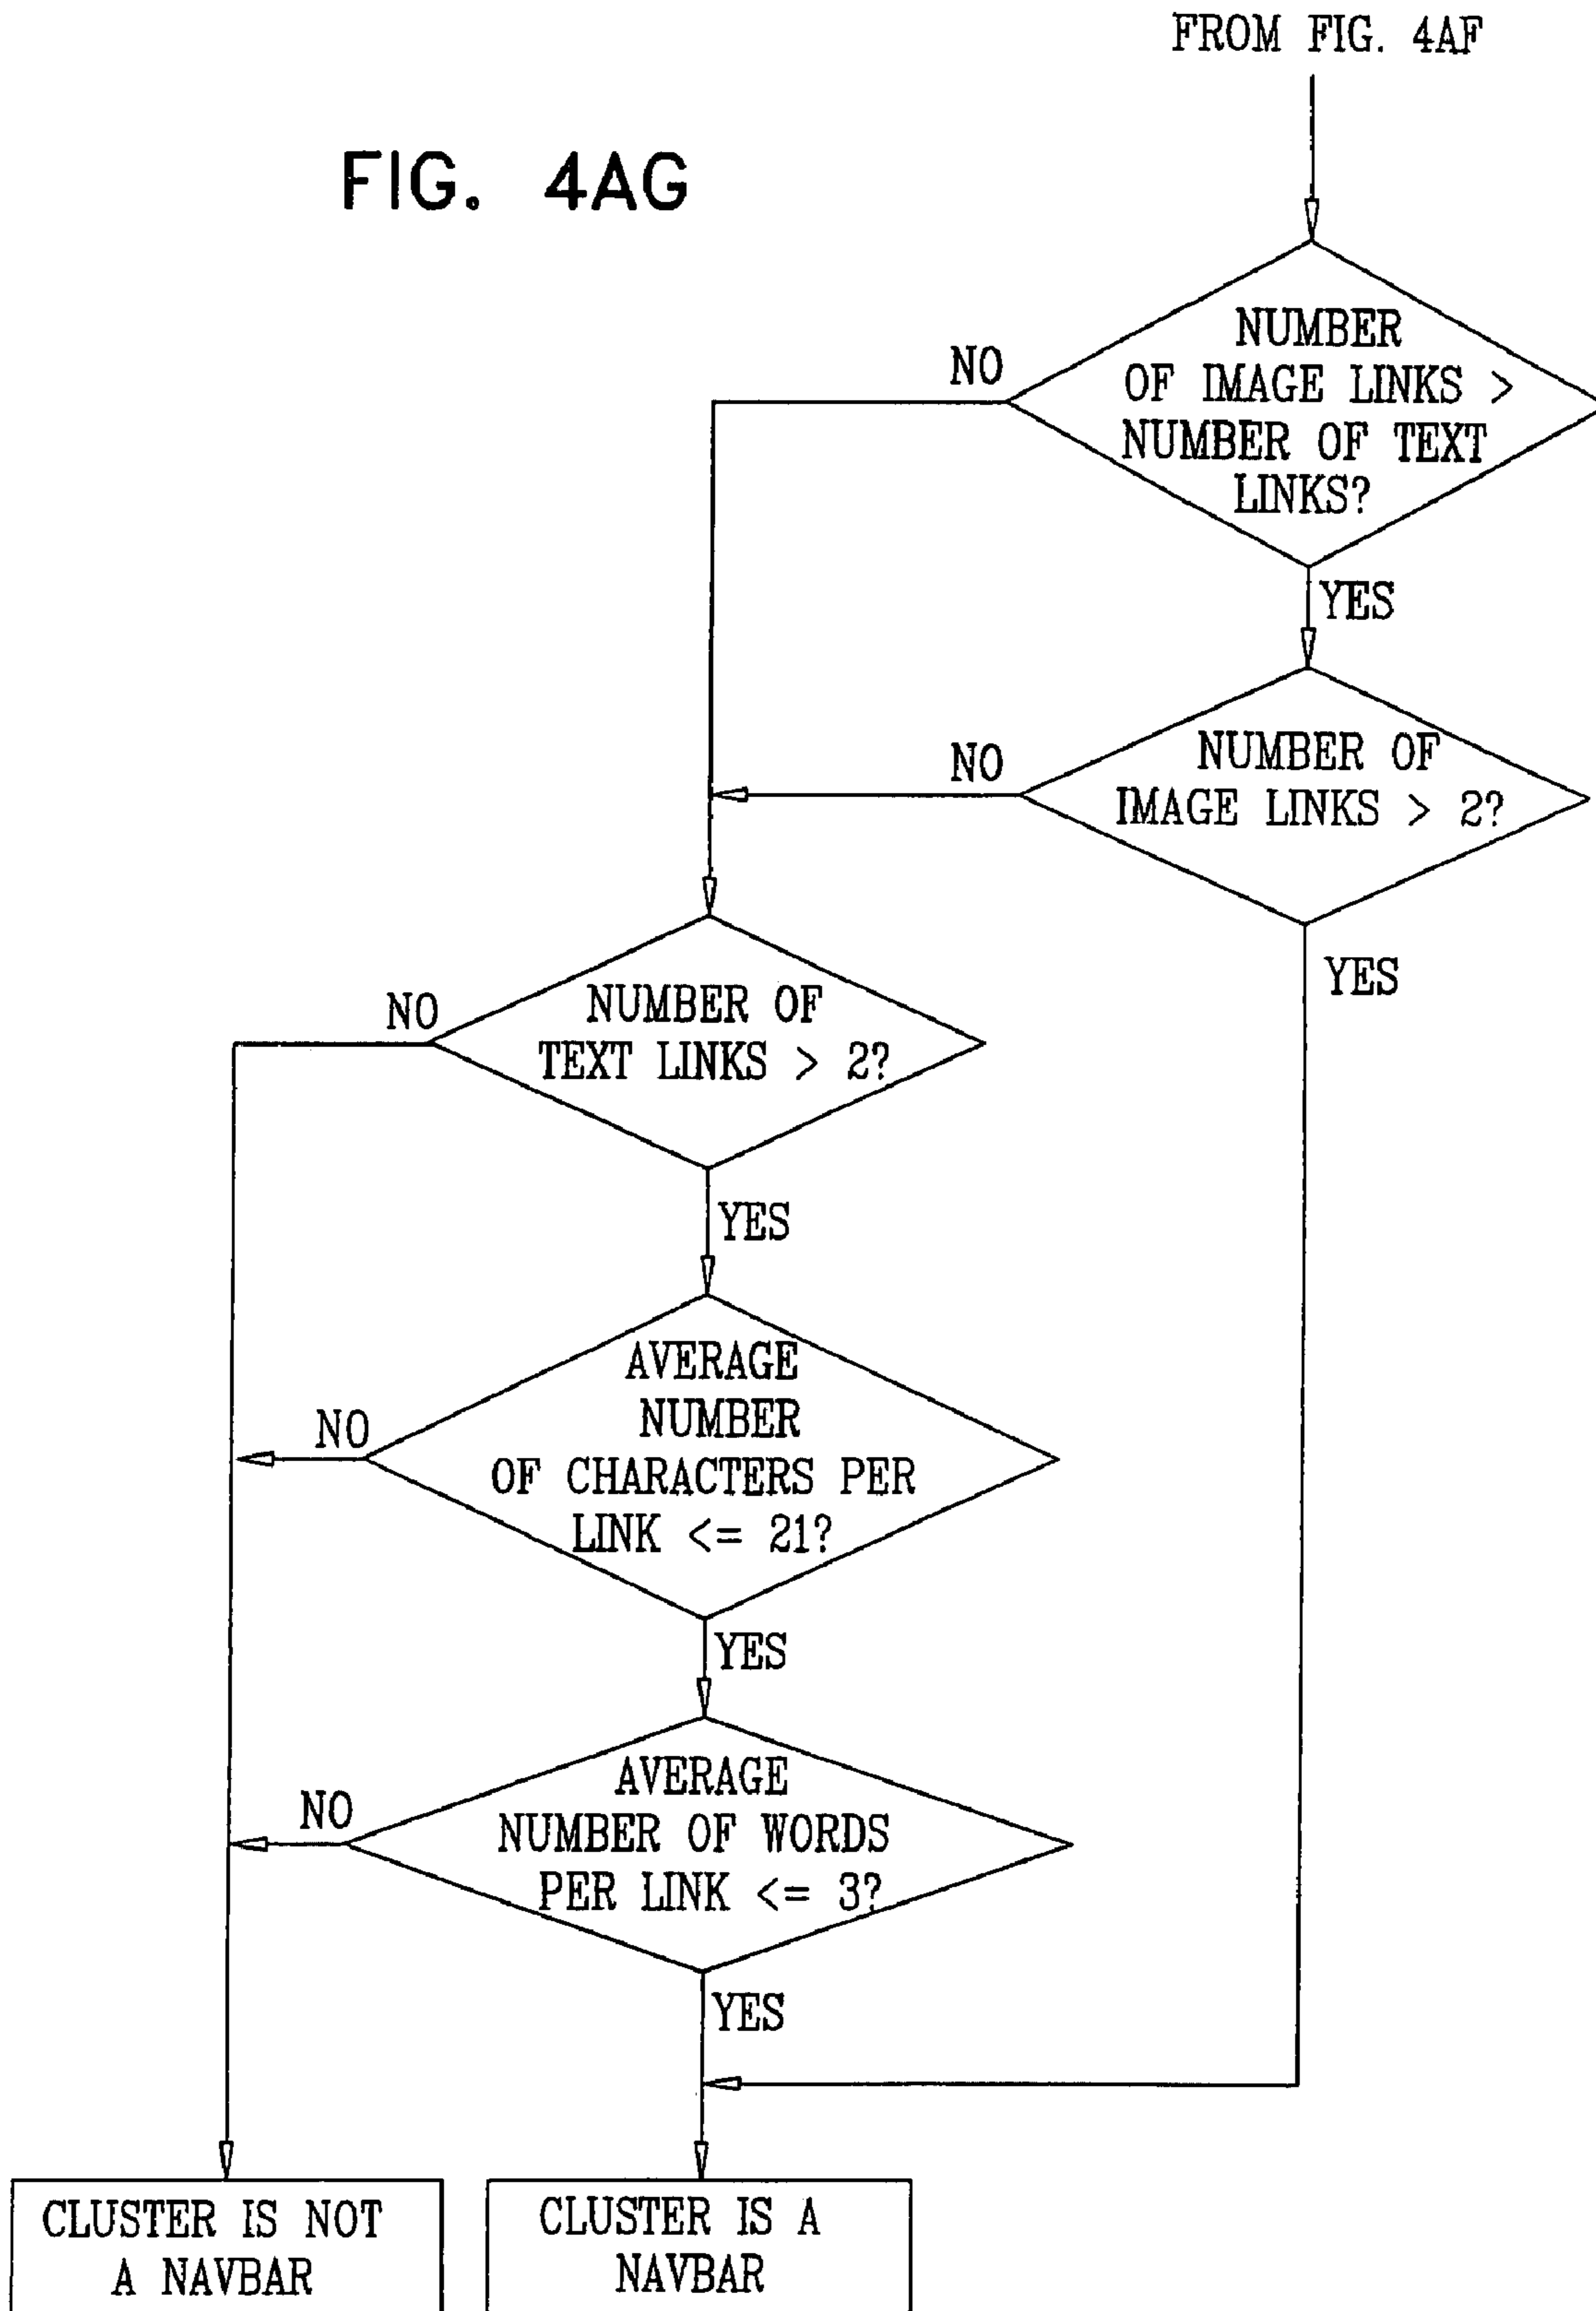 FROM FIG. 4AF
FIG. 4AG
NUMBER
OF IMAGE LINKS >
NUMBER OF TEXT
LINKS?
NO
YES
NUMBER OF
IMAGE LINKS > 2?
NO
YES
NUMBER OF
TEXT LINKS > 2?
NO
YES
AVERAGE
NUMBER
OF CHARACTERS PER
LINK <= 21?
NO
YES
AVERAGE
NUMBER OF WORDS
PER LINK <= 3?
NO
YES
CLUSTER IS NOT
A NAVBAR
CLUSTER IS A
NAVBAR